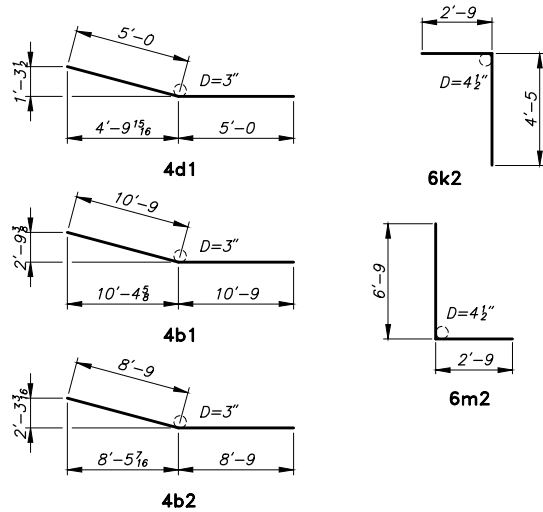 5'-0
D=3"
1'-3½
4'-9 15/16
5'-0
4d1
2'-9
D=4½"
4'-5
6k2
10'-9
D=3"
2'-9⅜
10'-4⅝
10'-9
4b1
6'-9
D=4½"
2'-9
6m2
8'-9
D=3"
2'-3 3/16
8'-5 7/16
8'-9
4b2